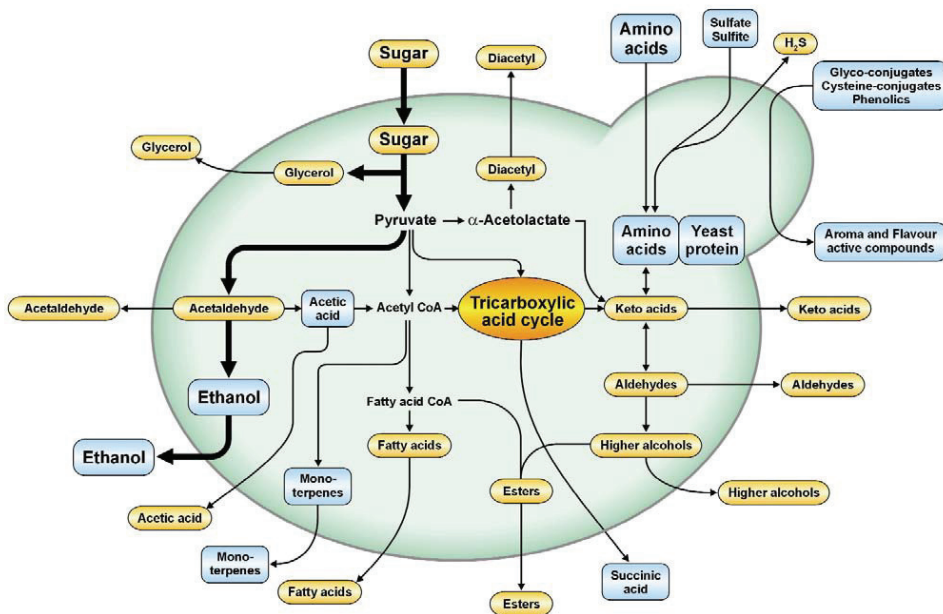 Sugar
Diacetyl
Amino
acids
Sulfate
Sulfite
H₂S
Glyco-conjugates
Cysteine-conjugates
Phenolics
Sugar
Glycerol
Glycerol
Diacetyl
Pyruvate
α-Acetolactate
Amino
acids
Yeast
protein
Aroma and Flavour
active compounds
Acetaldehyde
Acetaldehyde
Acetic
acid
Acetyl CoA
Tricarboxylic
acid cycle
Keto acids
Keto acids
Ethanol
Fatty acid CoA
Aldehydes
Aldehydes
Ethanol
Fatty acids
Higher alcohols
Mono-
terpenes
Esters
Higher alcohols
Acetic acid
Mono-
terpenes
Fatty acids
Esters
Succinic
acid